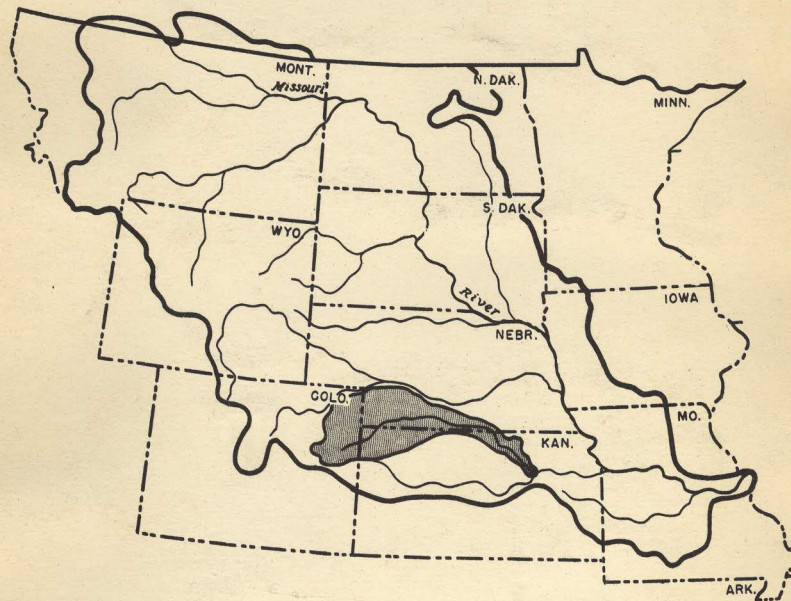 MONT.
Missouri
N. DAK.
MINN.
S. DAK.
WYO.
River
IOWA
NEBR.
COLO.
MO.
KAN.
ARK.